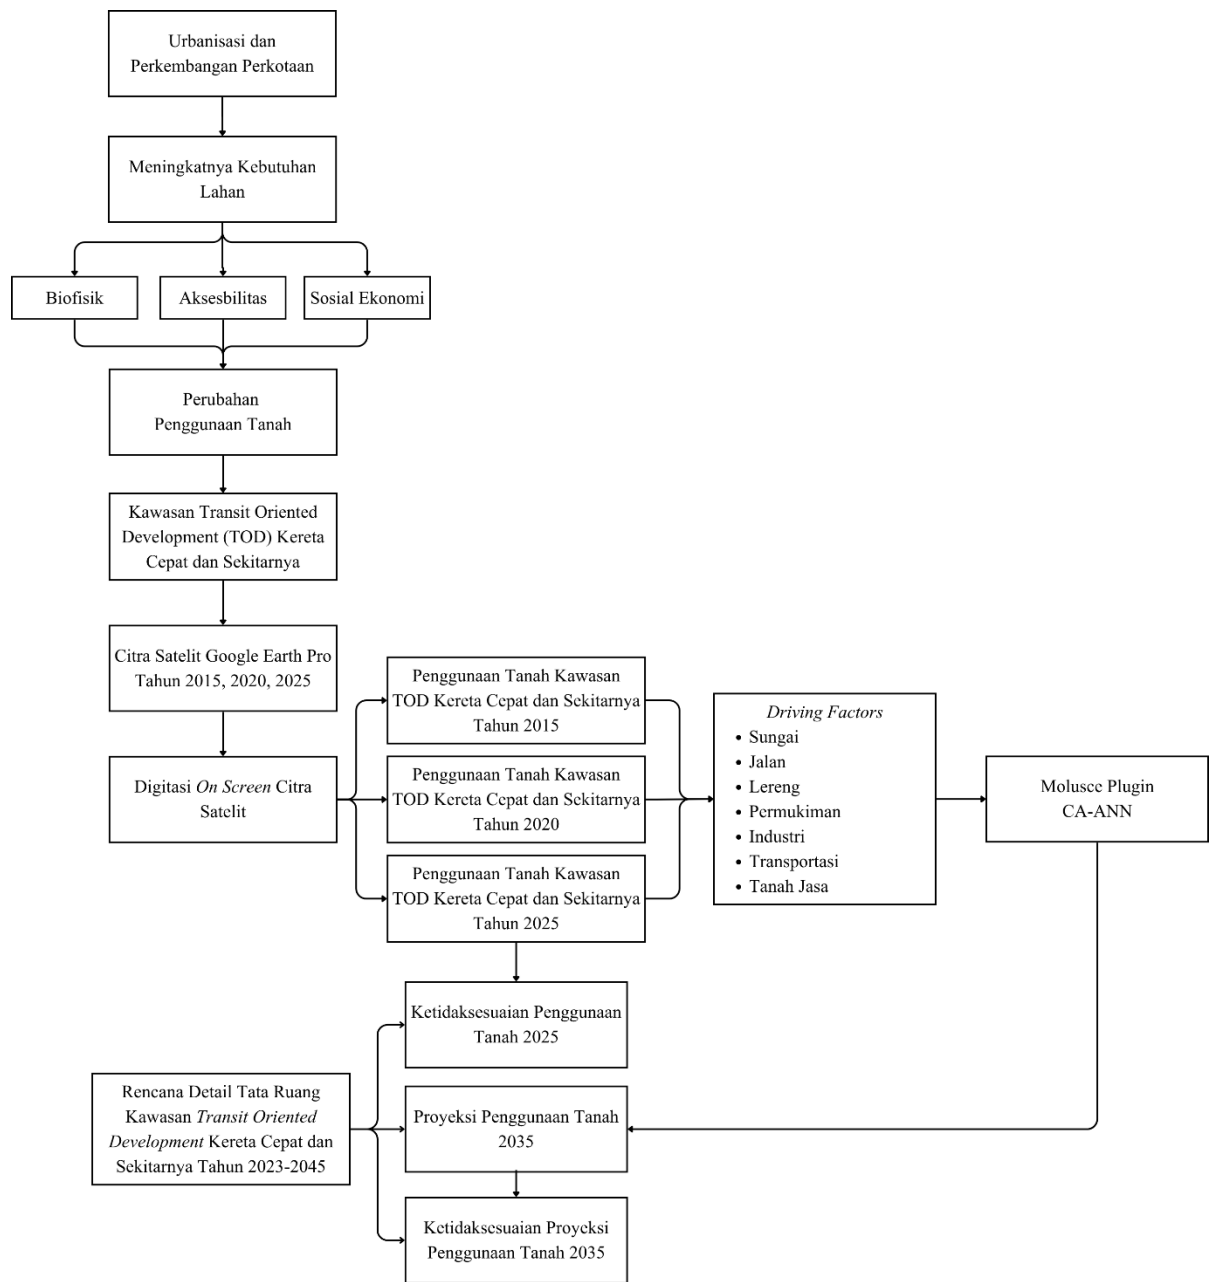 Urbanisasi dan
Perkembangan Perkotaan
Meningkatnya Kebutuhan
Lahan
Biofisik
Aksesbilitas
Sosial Ekonomi
Perubahan
Penggunaan Tanah
Kawasan Transit Oriented
Development (TOD) Kereta
Cepat dan Sekitarnya
Citra Satelit Google Earth Pro
Tahun 2015, 2020, 2025
Digitasi On Screen Citra
Satelit
Penggunaan Tanah Kawasan
TOD Kereta Cepat dan Sekitarnya
Tahun 2015
Penggunaan Tanah Kawasan
TOD Kereta Cepat dan Sekitarnya
Tahun 2020
Penggunaan Tanah Kawasan
TOD Kereta Cepat dan Sekitarnya
Tahun 2025
Driving Factors
• Sungai
• Jalan
• Lereng
• Permukiman
• Industri
• Transportasi
• Tanah Jasa
Molusce Plugin
CA-ANN
Ketidaksesuaian Penggunaan
Tanah 2025
Rencana Detail Tata Ruang
Kawasan Transit Oriented
Development Kereta Cepat dan
Sekitarnya Tahun 2023-2045
Proyeksi Penggunaan Tanah
2035
Ketidaksesuaian Proyeksi
Penggunaan Tanah 2035